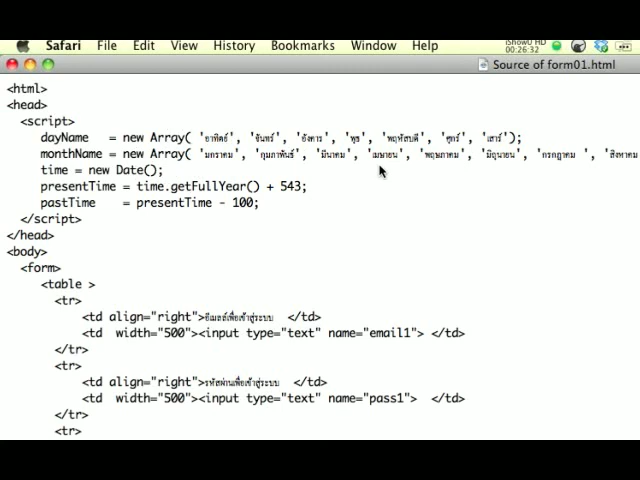 Safari File Edit View History Bookmarks Window Help
iShowU HD
00:26:32
Source of form01.html
<html>
<head>
<script>
dayName = new Array( 'อาทิตย์', 'จันทร์', 'อังคาร', 'พุธ', 'พฤหัสบดี', 'ศุกร์', 'เสาร์');
monthName = new Array( 'มกราคม', 'กุมภาพันธ์', 'มีนาคม', 'เมษายน', 'พฤษภาคม', 'มิถุนายน', 'กรกฎาคม ', 'สิงหาคม
time = new Date();
presentTime = time.getFullYear() + 543;
pastTime = presentTime - 100;
</script>
</head>
<body>
<form>
<table >
<tr>
<td align="right">อีเมลล์เพื่อเข้าสู่ระบบ </td>
<td width="500"><input type="text" name="email1"> </td>
</tr>
<tr>
<td align="right">รหัสผ่านเพื่อเข้าสู่ระบบ </td>
<td width="500"><input type="text" name="pass1"> </td>
</tr>
<tr>